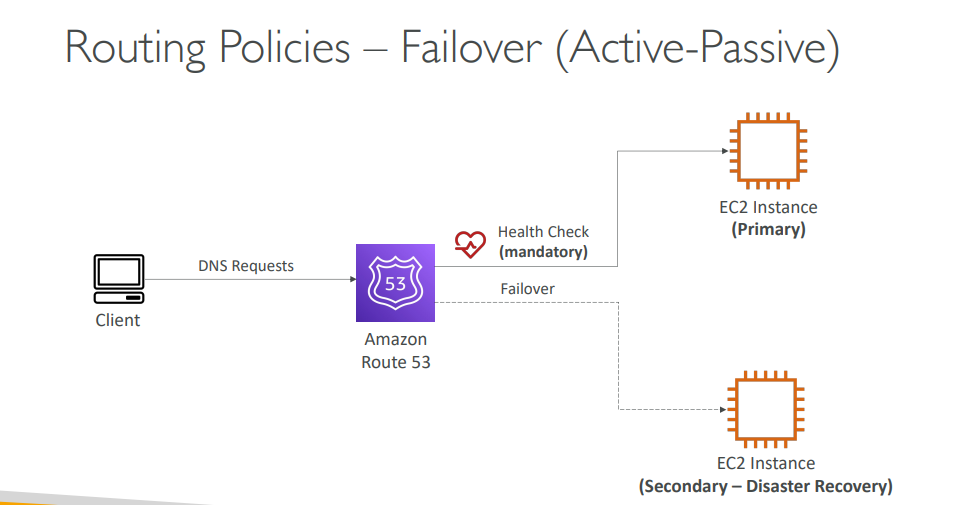 Routing Policies – Failover (Active-Passive)
EC2 Instance
(Primary)
Health Check
(mandatory)
DNS Requests
53
Failover
Client
Amazon
Route 53
EC2 Instance
(Secondary – Disaster Recovery)